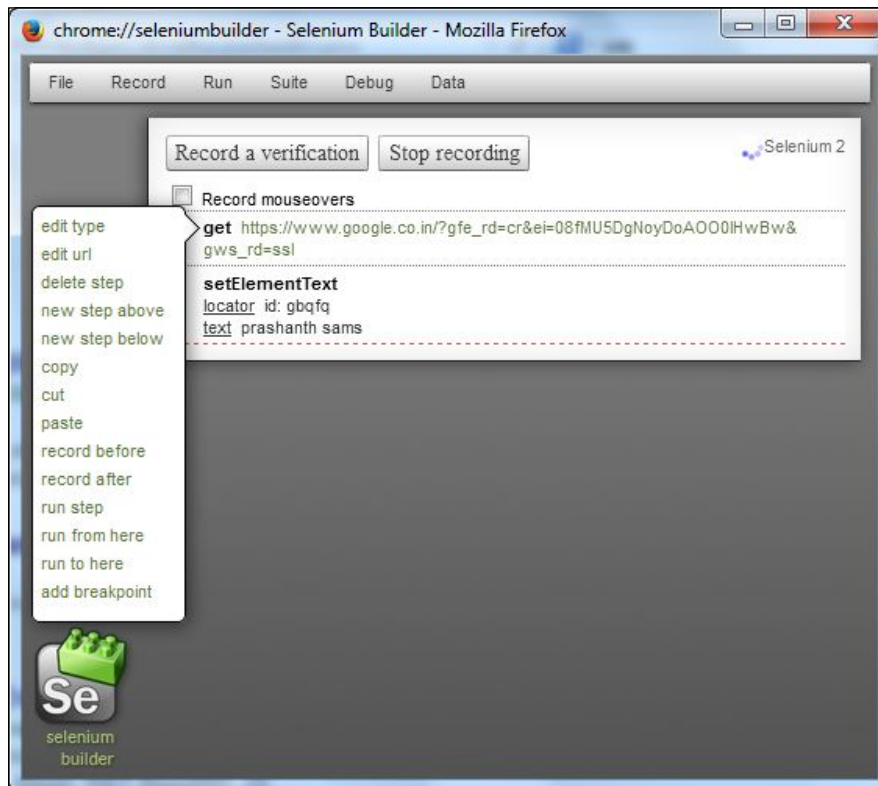 chrome://seleniumbuilder - Selenium Builder - Mozilla Firefox
File Record Run Suite Debug Data
Record a verification Stop recording Selenium 2
Record mouseovers
get https://www.google.co.in/?gfe_rd=cr&ei=08fMU5DgNoyDoAOO0IHwBw&
gws_rd=ssl
setElementText
locator id: gbqfq
text prashanth sams
edit type
edit url
delete step
new step above
new step below
copy
cut
paste
record before
record after
run step
run from here
run to here
add breakpoint
Se
selenium
builder